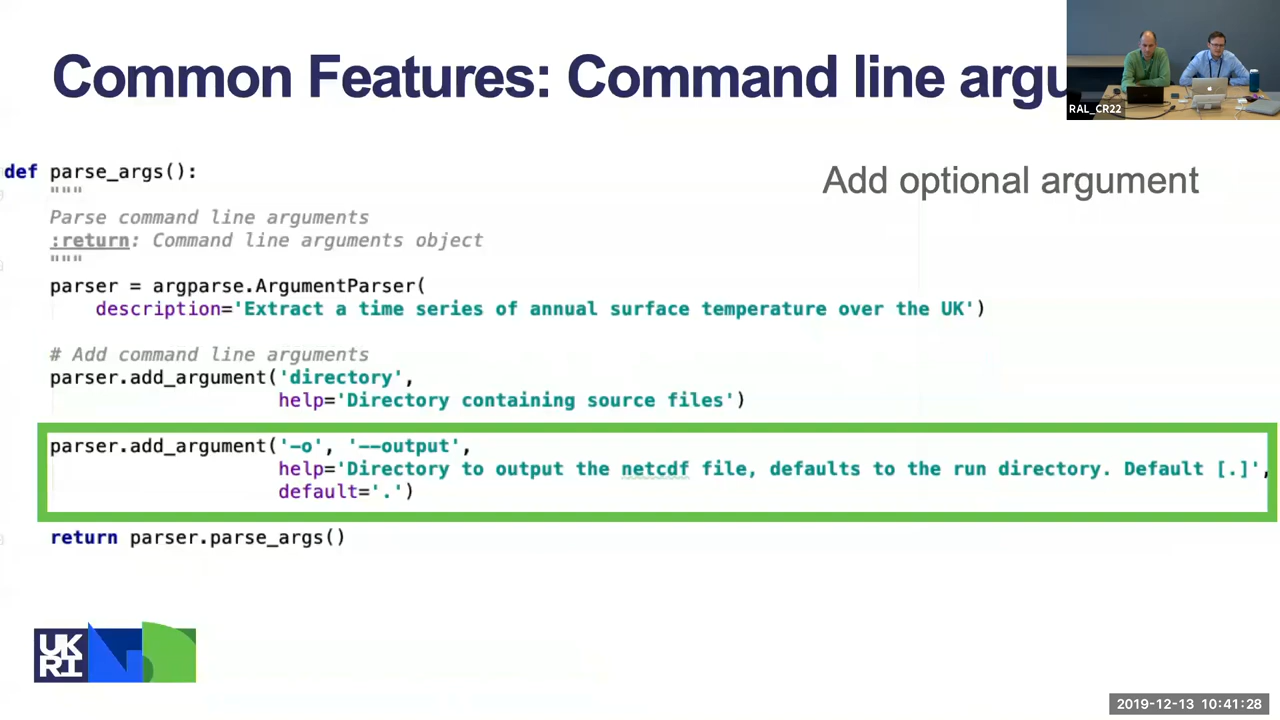 Common Features: Command line argu
RAL_CR22
Add optional argument
def parse_args():
"""
Parse command line arguments
:return: Command line arguments object
"""
parser = argparse.ArgumentParser(
description='Extract a time series of annual surface temperature over the UK')
# Add command line arguments
parser.add_argument('directory',
help='Directory containing source files')
parser.add_argument('-o', '--output',
help='Directory to output the netcdf file, defaults to the run directory. Default [.]',
default='.')
return parser.parse_args()
UK
RI
2019-12-13 10:41:28